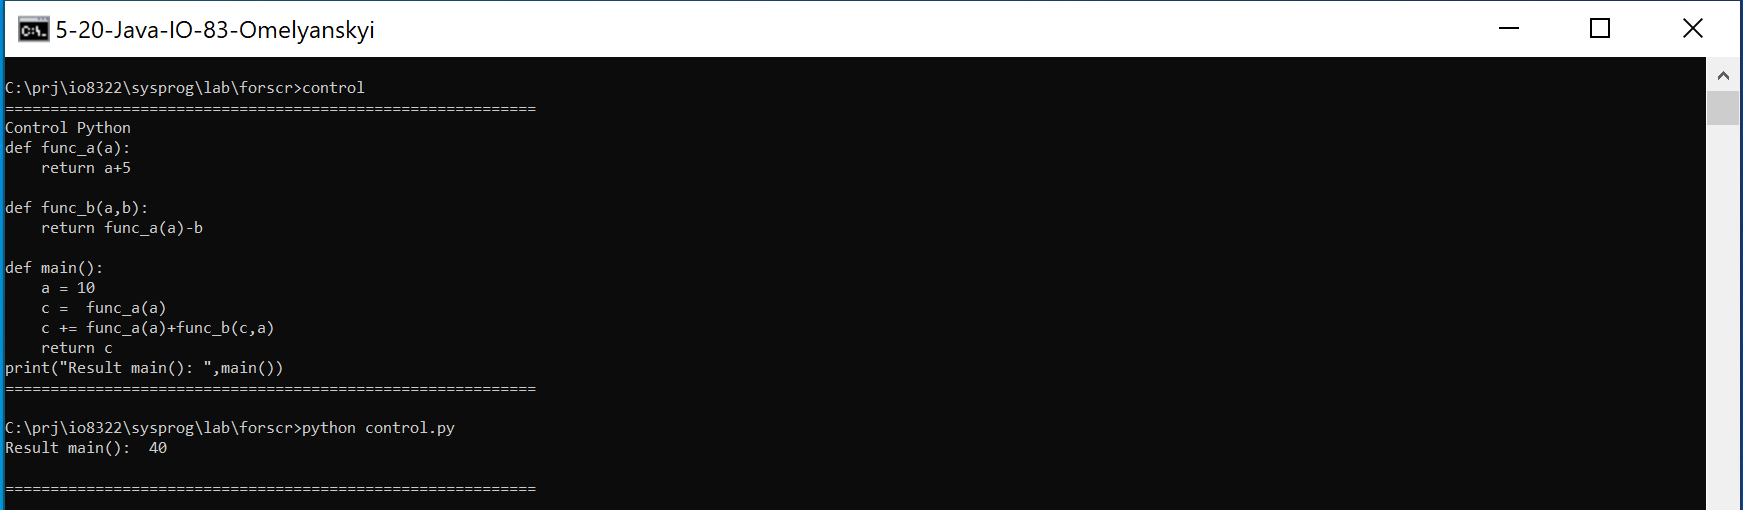 5-20-Java-IO-83-Omelyanskyi
C:\prj\io8322\sysprog\lab\forscr>control
===========================================================
Control Python
def func_a(a):
    return a+5
def func_b(a,b):
    return func_a(a)-b
def main():
    a = 10
    c =  func_a(a)
    c += func_a(a)+func_b(c,a)
    return c
print("Result main(): ",main())
===========================================================
C:\prj\io8322\sysprog\lab\forscr>python control.py
Result main():  40
===========================================================